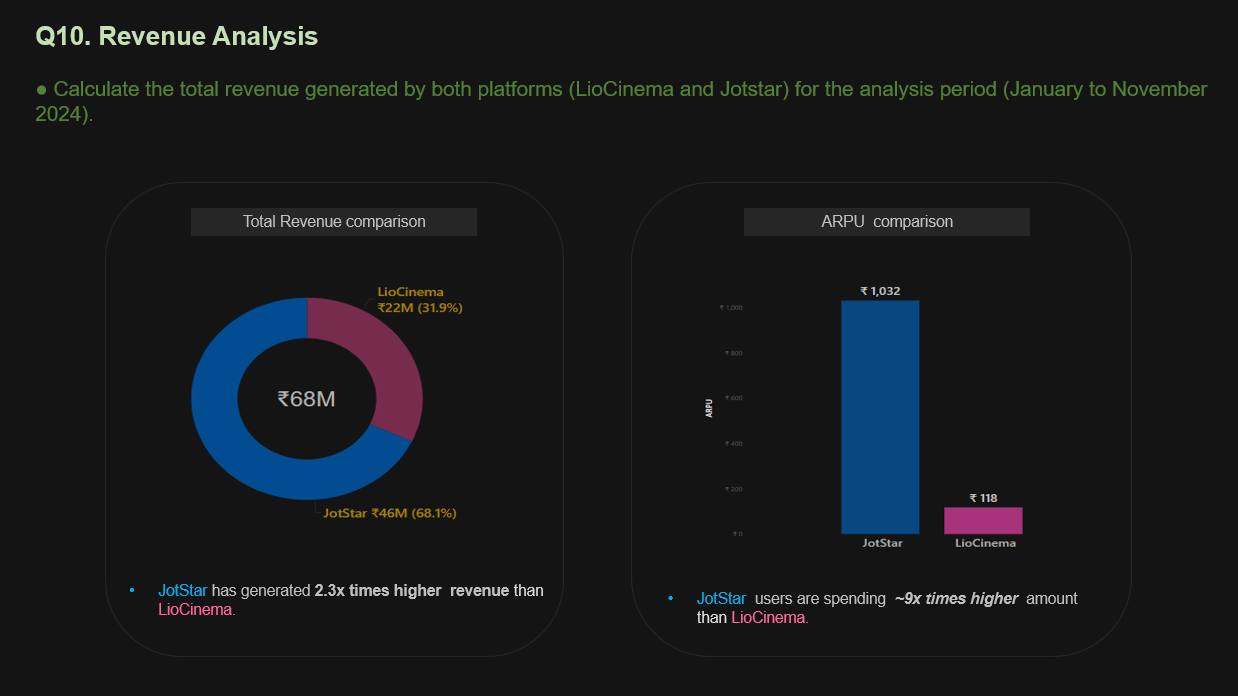 Q10. Revenue Analysis
● Calculate the total revenue generated by both platforms (LioCinema and Jotstar) for the analysis period (January to November
2024).
Total Revenue comparison
LioCinema
₹22M (31.9%)
₹68M
JotStar ₹46M (68.1%)
• JotStar has generated 2.3x times higher revenue than
LioCinema.
ARPU comparison
₹ 1,032
₹ 1,000
₹ 800
₹ 600
ARPU
₹ 400
₹ 200
₹ 118
₹ 0
JotStar LioCinema
• JotStar users are spending ~9x times higher amount
than LioCinema.